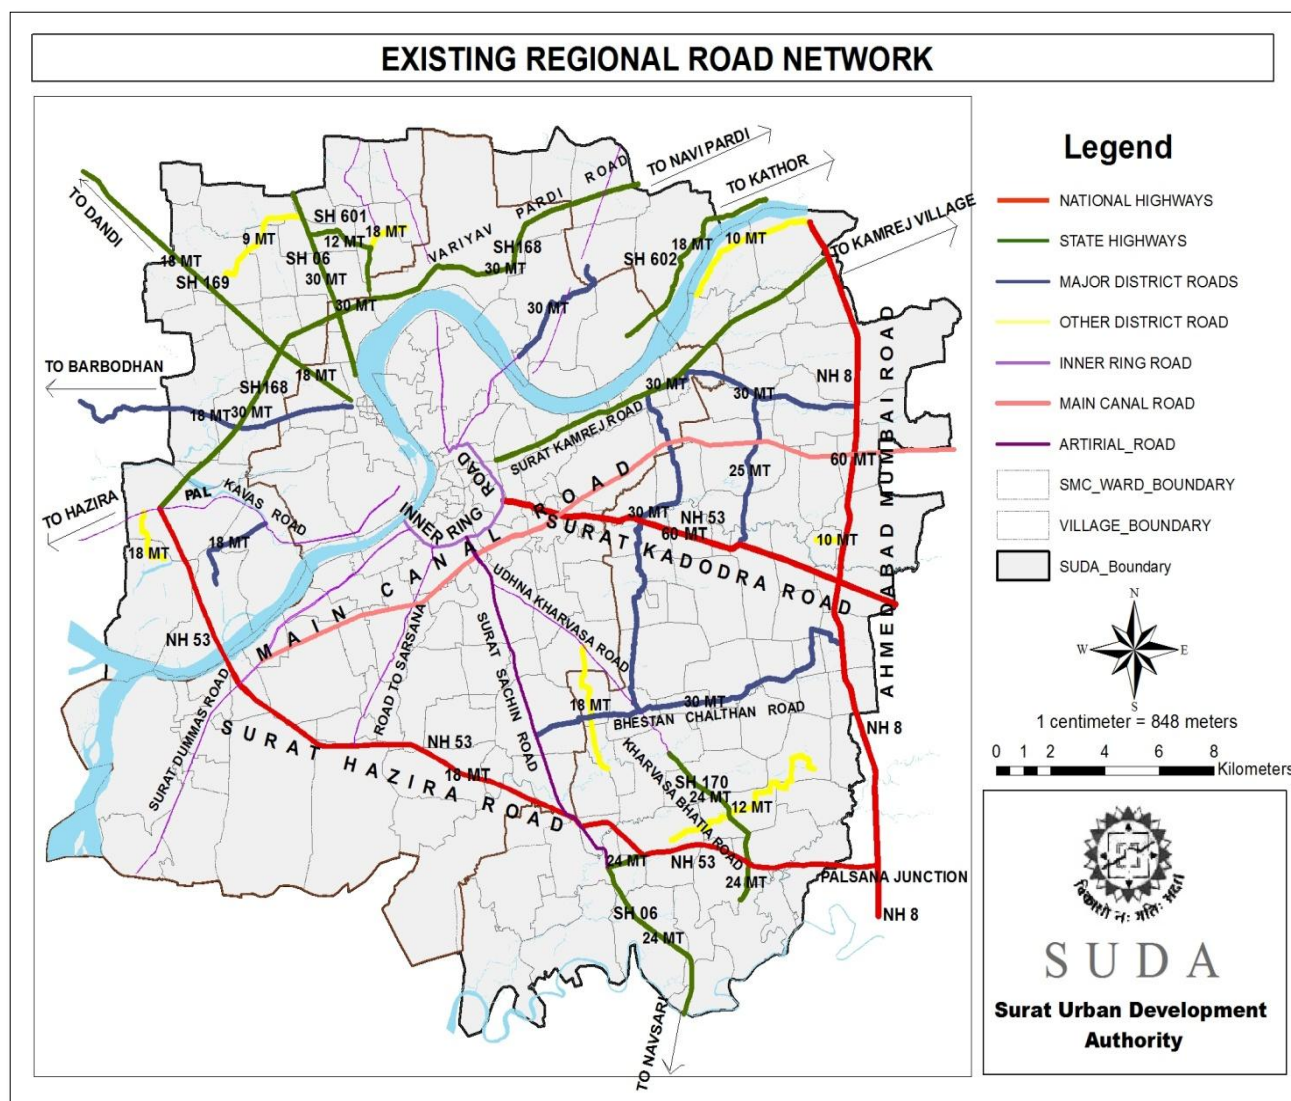 EXISTING REGIONAL ROAD NETWORK
TO NAVI PARDI
TO KATHOR
TO KAMREJ VILLAGE
TO DANDI
SH 601
9 MT
12 MT
18 MT
SH 06
30 MT
VARIYAV PARDI ROAD
SH168
30 MT
SH 602
18 MT
10 MT
18 MT
SH 169
30 MT
30 MT
TO BARBODHAN
SH168
18 MT
18 MT
30 MT
30 MT
30 MT
NH 8
SURAT KAMREJ ROAD
25 MT
60 MT
AHMEDABAD MUMBAI ROAD
TO HAZIRA
PAL KAVAS ROAD
18 MT
18 MT
INNER RING ROAD
MAIN CANAL ROAD
30 MT
NH 53
60 MT
10 MT
SURAT KADODRA ROAD
NH 53
SURAT DUMMAS ROAD
ROAD TO SARSANA
SURAT SACHIN ROAD
UDHNA KHARVASA ROAD
18 MT
30 MT
BHESTAN CHALTHAN ROAD
NH 8
SURAT HAZIRA ROAD
NH 53
18 MT
SH 170
24 MT
12 MT
KHARVASA BHATIA ROAD
24 MT
NH 53
24 MT
PALSANA JUNCTION
NH 8
SH 06
24 MT
TO NAVSARI
Legend
NATIONAL HIGHWAYS
STATE HIGHWAYS
MAJOR DISTRICT ROADS
OTHER DISTRICT ROAD
INNER RING ROAD
MAIN CANAL ROAD
ARTIRIAL_ROAD
SMC_WARD_BOUNDARY
VILLAGE_BOUNDARY
SUDA_Boundary
N
W
E
S
1 centimeter = 848 meters
0 1 2 4 6 8
Kilometers
SUDA
Surat Urban Development
Authority